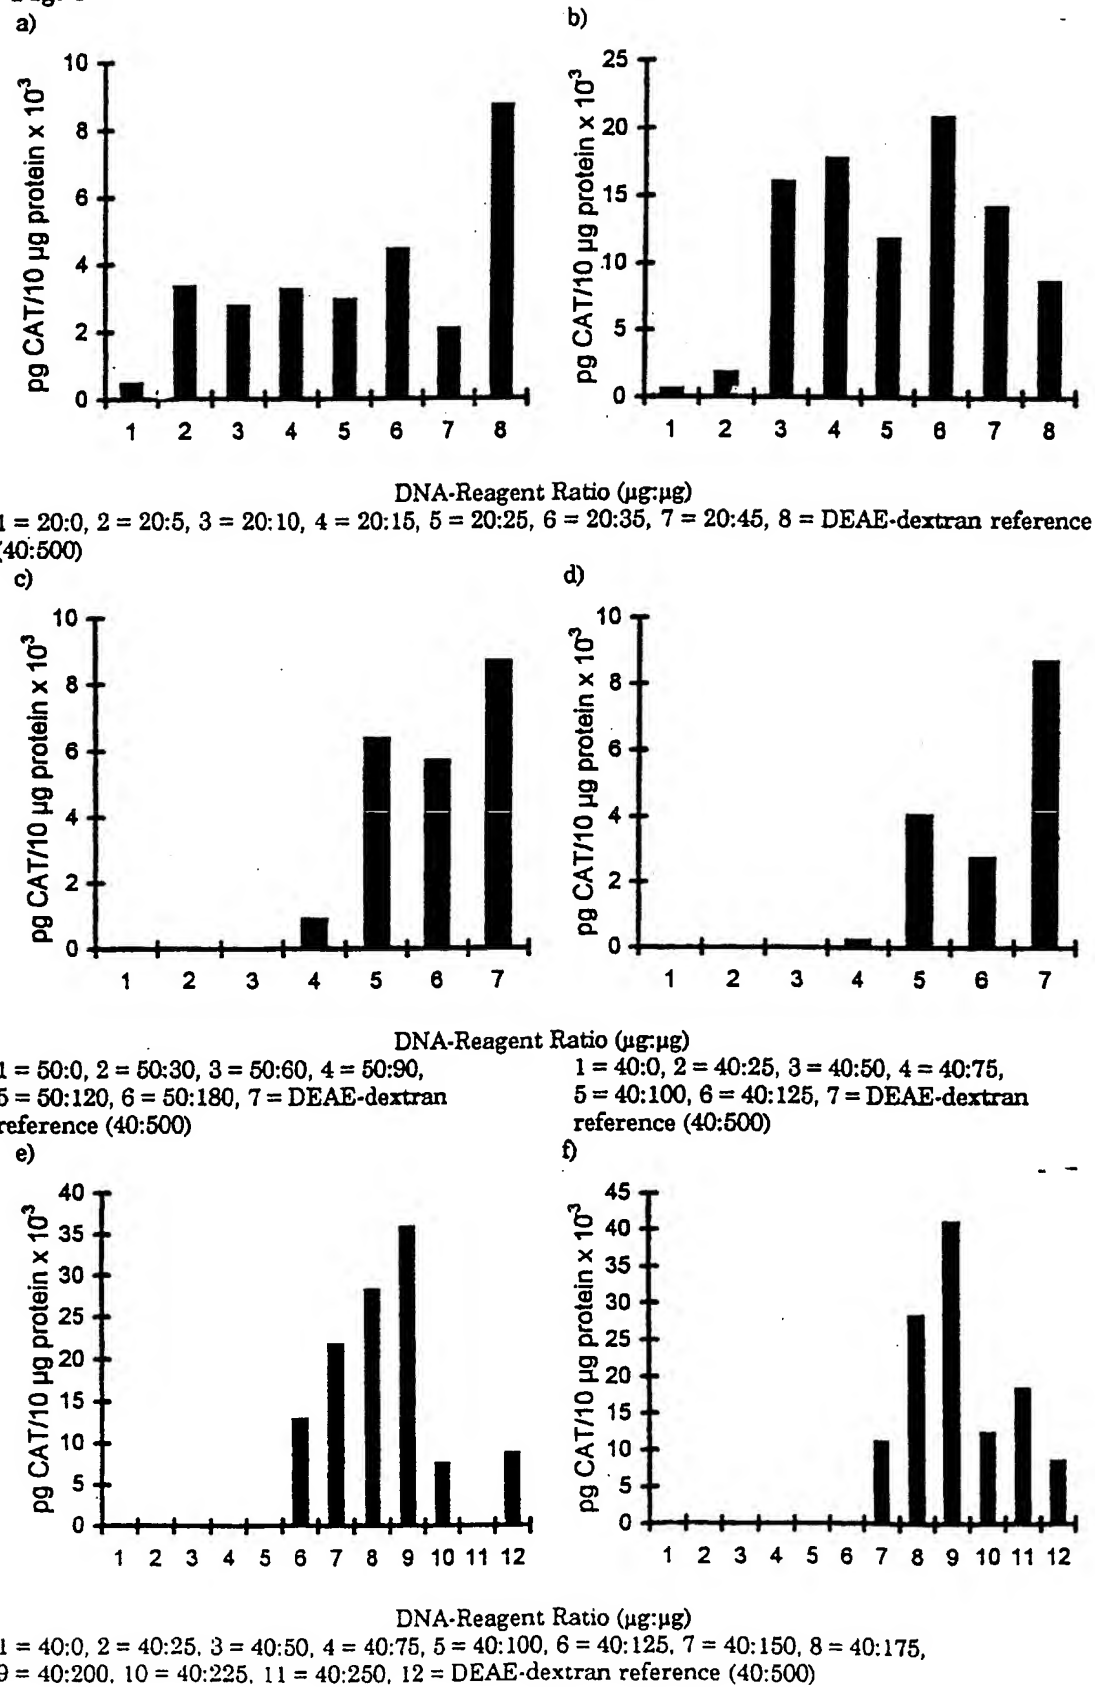 a)
b)
pg CAT/10 µg protein x 10³
10
8
6
4
2
0
1 2 3 4 5 6 7 8
pg CAT/10 µg protein x 10³
25
20
15
10
5
0
1 2 3 4 5 6 7 8
DNA-Reagent Ratio (µg:µg)
1 = 20:0, 2 = 20:5, 3 = 20:10, 4 = 20:15, 5 = 20:25, 6 = 20:35, 7 = 20:45, 8 = DEAE-dextran reference
(40:500)
c)
d)
pg CAT/10 µg protein x 10³
10
8
6
4
2
0
1 2 3 4 5 6 7
pg CAT/10 µg protein x 10³
10
8
6
4
2
0
1 2 3 4 5 6 7
DNA-Reagent Ratio (µg:µg)
1 = 50:0, 2 = 50:30, 3 = 50:60, 4 = 50:90,
5 = 50:120, 6 = 50:180, 7 = DEAE-dextran
reference (40:500)
1 = 40:0, 2 = 40:25, 3 = 40:50, 4 = 40:75,
5 = 40:100, 6 = 40:125, 7 = DEAE-dextran
reference (40:500)
e)
f)
pg CAT/10 µg protein x 10³
40
35
30
25
20
15
10
5
0
1 2 3 4 5 6 7 8 9 10 11 12
pg CAT/10 µg protein x 10³
45
40
35
30
25
20
15
10
5
0
1 2 3 4 5 6 7 8 9 10 11 12
DNA-Reagent Ratio (µg:µg)
1 = 40:0, 2 = 40:25, 3 = 40:50, 4 = 40:75, 5 = 40:100, 6 = 40:125, 7 = 40:150, 8 = 40:175,
9 = 40:200, 10 = 40:225, 11 = 40:250, 12 = DEAE-dextran reference (40:500)